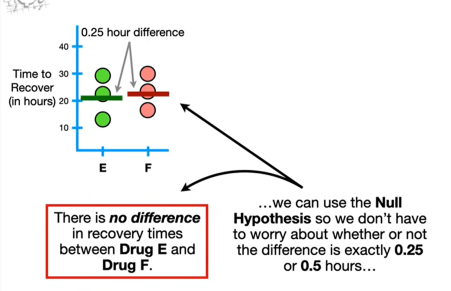 0.25 hour difference
40
Time to
Recover
(in hours)
30
20
10
E
F
There is no difference
in recovery times
between Drug E and
Drug F.
…we can use the Null
Hypothesis so we don't have
to worry about whether or not
the difference is exactly 0.25
or 0.5 hours…